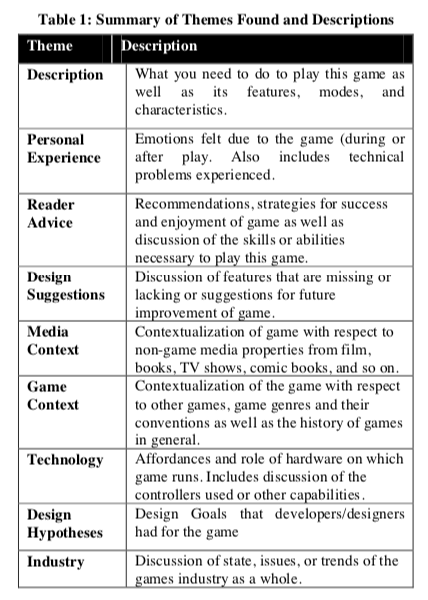 Table 1: Summary of Themes Found and Descriptions
Theme Description
Description What you need to do to play this game as
well as its features, modes, and
characteristics.
Personal Emotions felt due to the game (during or
Experience after play. Also includes technical
problems experienced.
Reader Recommendations, strategies for success
Advice and enjoyment of game as well as
discussion of the skills or abilities
necessary to play this game.
Design Discussion of features that are missing or
Suggestions lacking or suggestions for future
improvement of game.
Media Contextualization of game with respect to
Context non-game media properties from film,
books, TV shows, comic books, and so on.
Game Contextualization of the game with respect
Context to other games, game genres and their
conventions as well as the history of games
in general.
Technology Affordances and role of hardware on which
game runs. Includes discussion of the
controllers used or other capabilities.
Design Design Goals that developers/designers
Hypotheses had for the game
Industry Discussion of state, issues, or trends of the
games industry as a whole.